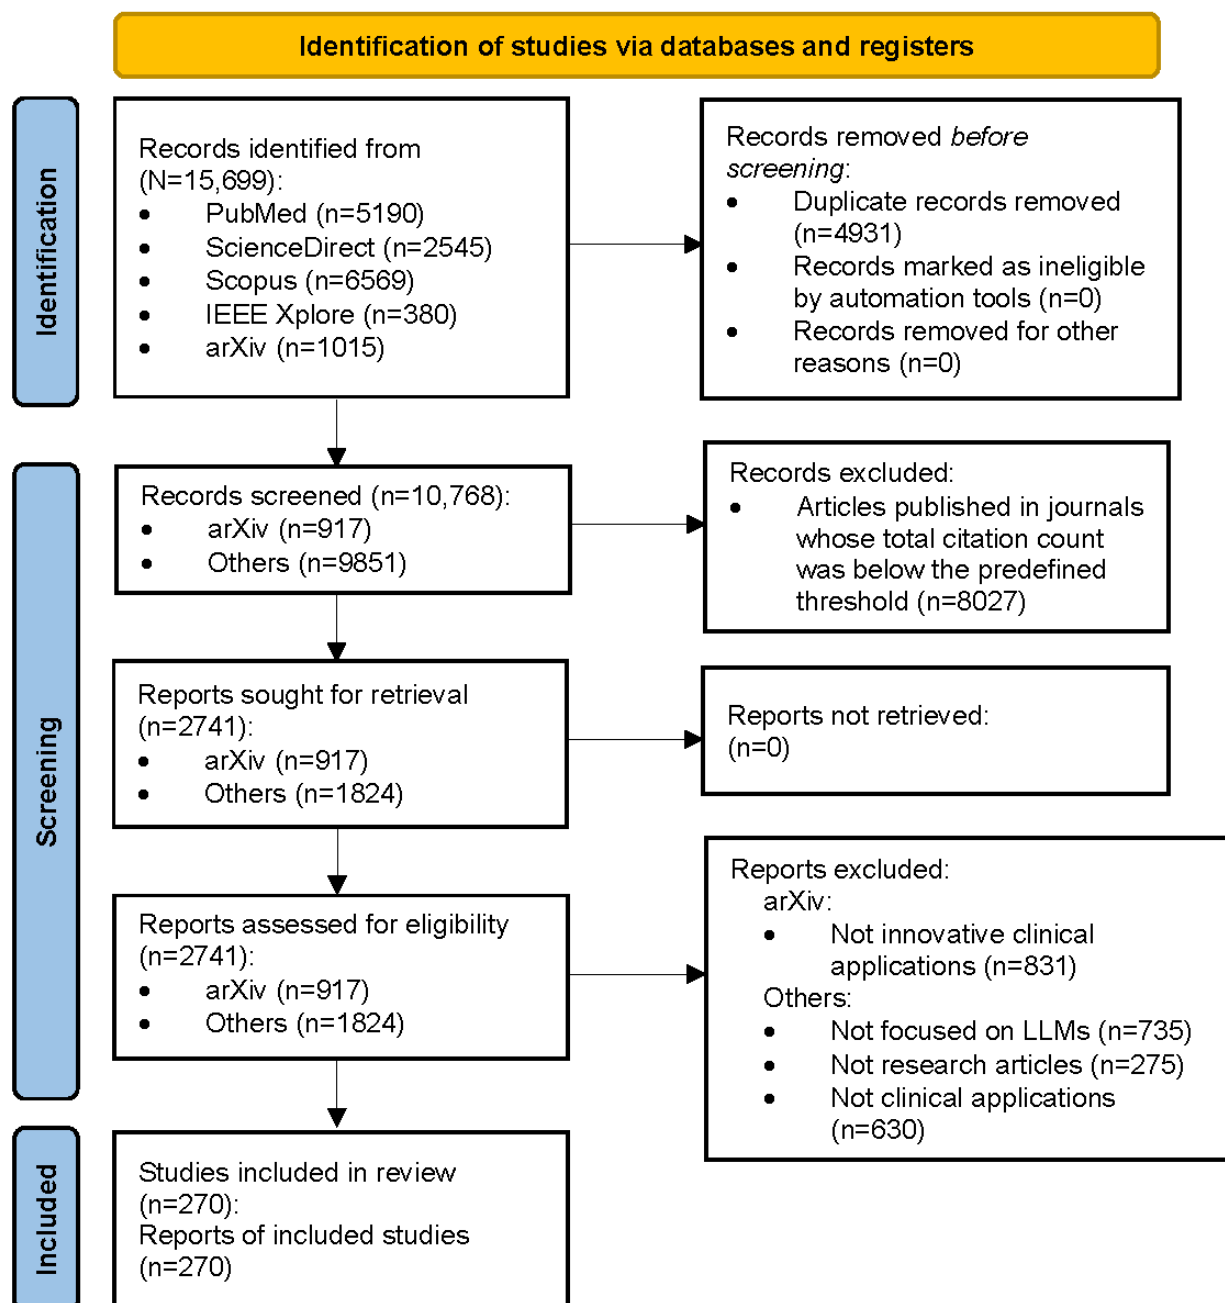 Identification of studies via databases and registers
Identification
Records identified from
(N=15,699):
• PubMed (n=5190)
• ScienceDirect (n=2545)
• Scopus (n=6569)
• IEEE Xplore (n=380)
• arXiv (n=1015)
Records removed before
screening:
• Duplicate records removed
(n=4931)
• Records marked as ineligible
by automation tools (n=0)
• Records removed for other
reasons (n=0)
Screening
Records screened (n=10,768):
• arXiv (n=917)
• Others (n=9851)
Records excluded:
• Articles published in journals
whose total citation count
was below the predefined
threshold (n=8027)
Reports sought for retrieval
(n=2741):
• arXiv (n=917)
• Others (n=1824)
Reports not retrieved:
(n=0)
Reports assessed for eligibility
(n=2741):
• arXiv (n=917)
• Others (n=1824)
Reports excluded:
arXiv:
• Not innovative clinical
applications (n=831)
Others:
• Not focused on LLMs (n=735)
• Not research articles (n=275)
• Not clinical applications
(n=630)
Included
Studies included in review
(n=270):
Reports of included studies
(n=270)